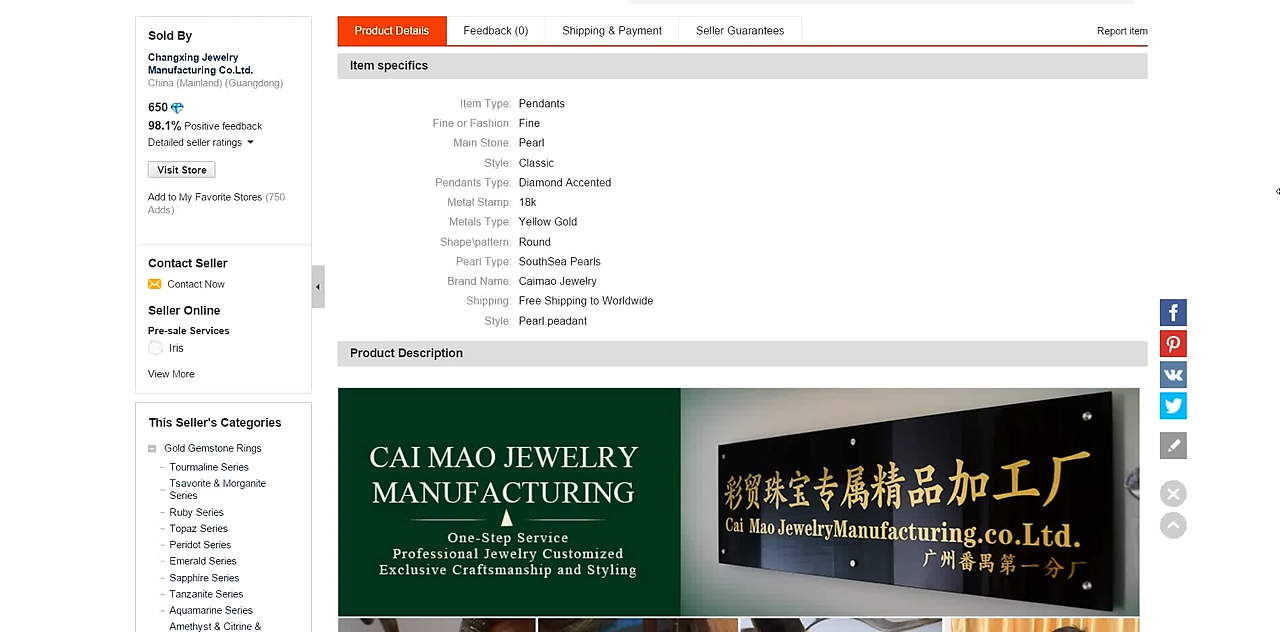 Sold By
Changxing Jewelry
Manufacturing Co.Ltd.
China (Mainland) (Guangdong)
650
98.1% Positive feedback
Detailed seller ratings
Visit Store
Add to My Favorite Stores (750
Adds)
Contact Seller
Contact Now
Seller Online
Pre-sale Services
Iris
View More
This Seller's Categories
Gold Gemstone Rings
Tourmaline Series
Tsavorite & Morganite
Series
Ruby Series
Topaz Series
Peridot Series
Emerald Series
Sapphire Series
Tanzanite Series
Aquamarine Series
Amethyst & Citrine &
Product Details
Feedback (0)
Shipping & Payment
Seller Guarantees
Report item
Item specifics
Item Type: Pendants
Fine or Fashion: Fine
Main Stone: Pearl
Style: Classic
Pendants Type: Diamond Accented
Metal Stamp: 18k
Metals Type: Yellow Gold
Shape\pattern: Round
Pearl Type: SouthSea Pearls
Brand Name: Caimao Jewelry
Shipping: Free Shipping to Worldwide
Style: Pearl peadant
Product Description
CAI MAO JEWELRY
MANUFACTURING
One-Step Service
Professional Jewelry Customized
Exclusive Craftsmanship and Styling
彩贸珠宝专属精品加工厂
Cai Mao JewelryManufacturing.co.Ltd.
广州番禺第一分厂